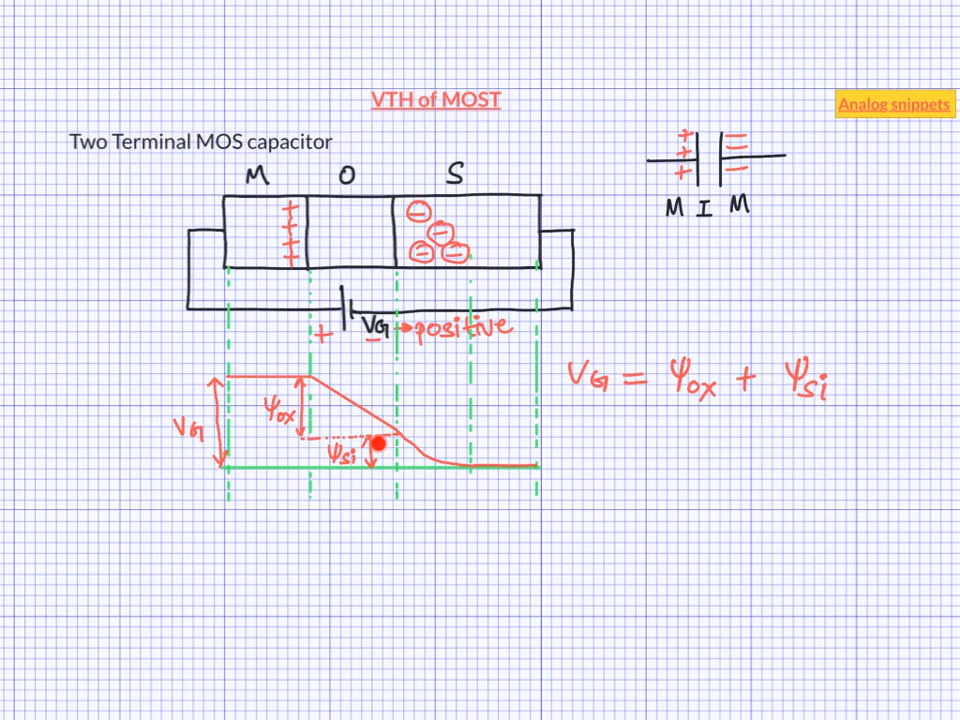 VTH of MOST
Analog snippets
Two Terminal MOS capacitor
M O S
+ + + +
− − − −
+ + +
− − −
M I M
+ VG → positive
VG = ψox + ψsi
VG
ψox
ψsi